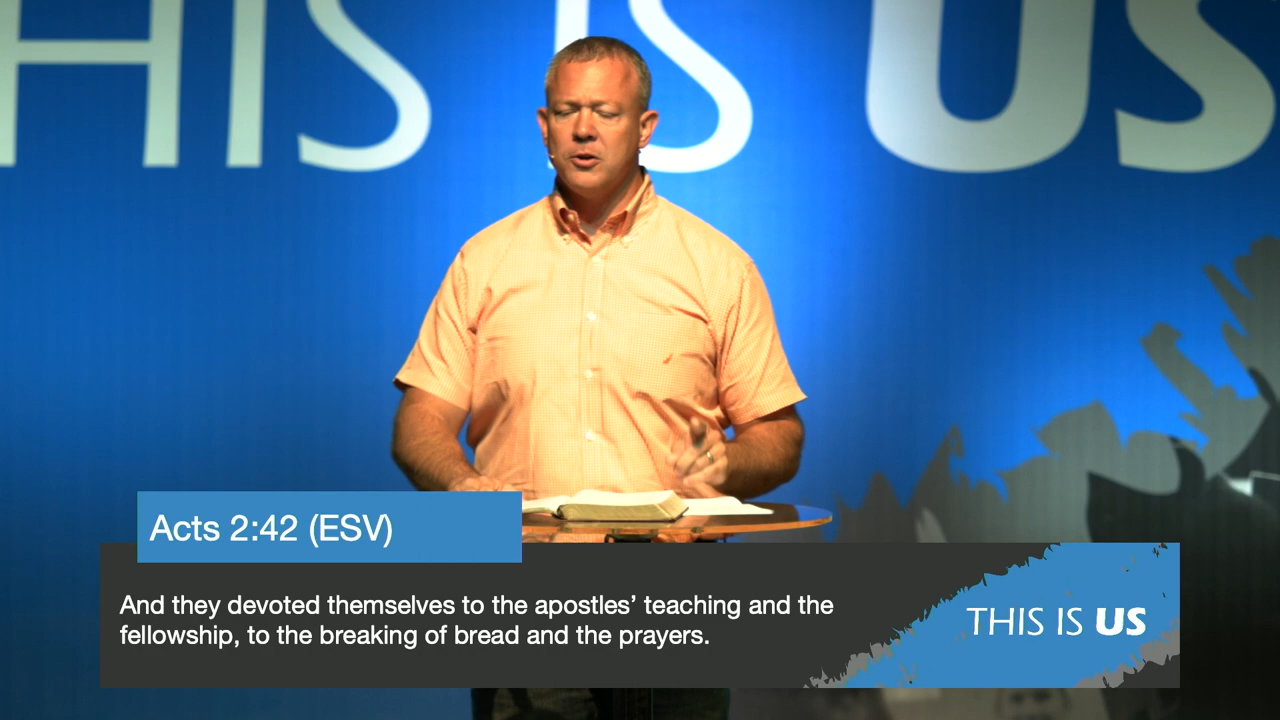 THIS IS US
Acts 2:42 (ESV)
And they devoted themselves to the apostles’ teaching and the
fellowship, to the breaking of bread and the prayers.
THIS IS US